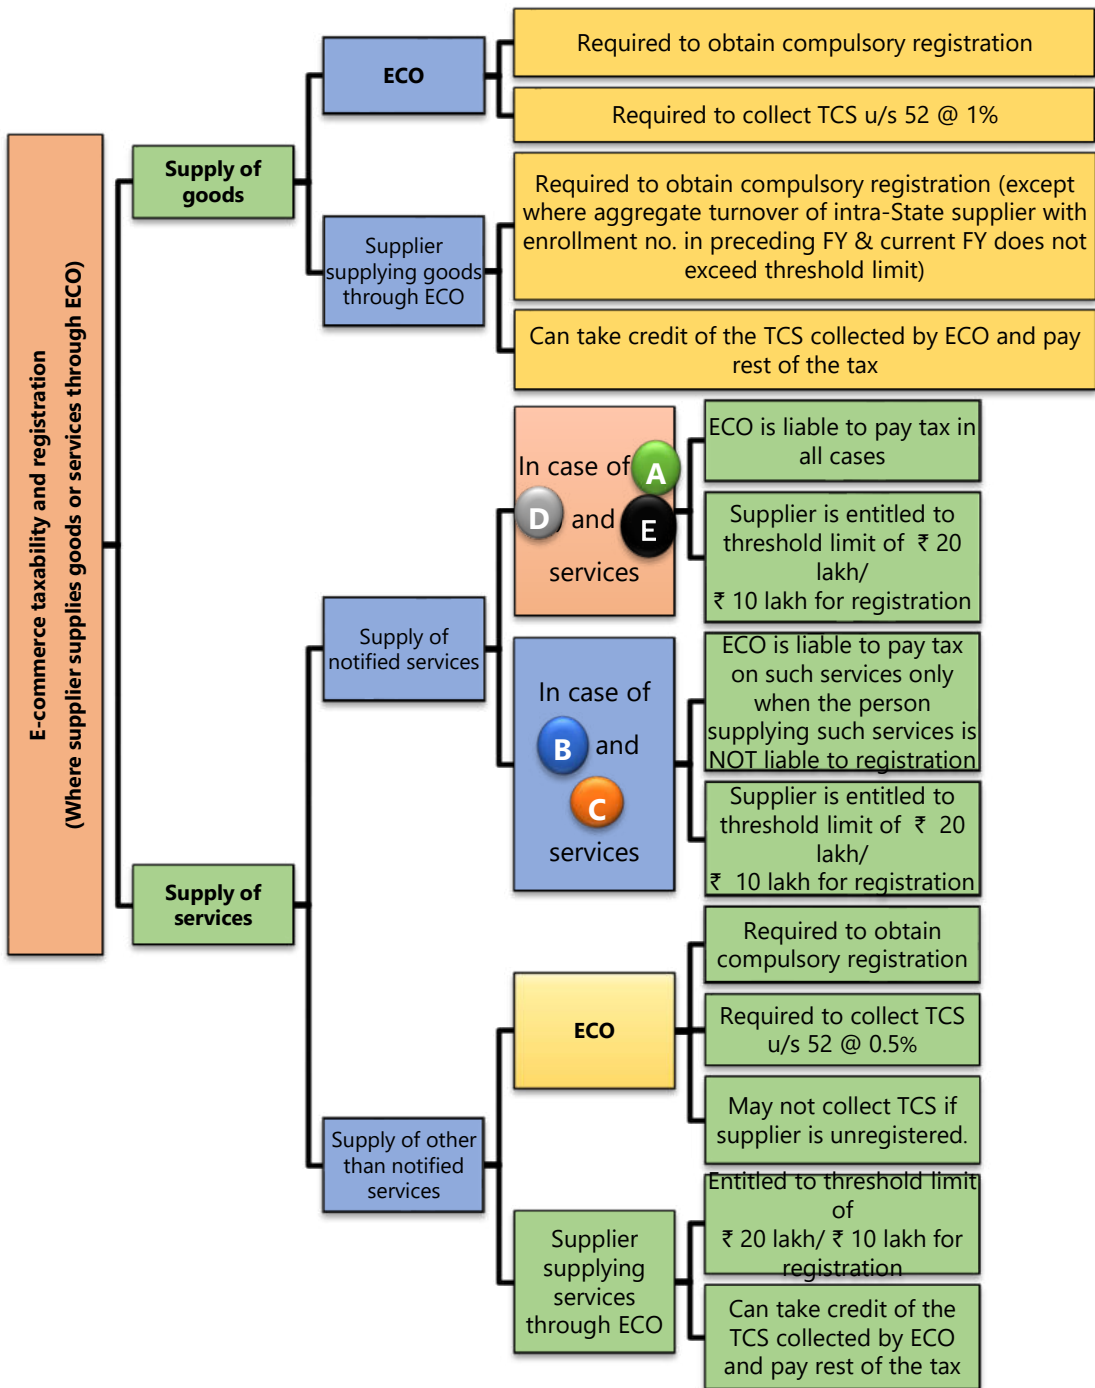 E-commerce taxability and registration
(Where supplier supplies goods or services through ECO)
Supply of
goods
ECO
Required to obtain compulsory registration
Required to collect TCS u/s 52 @ 1%
Supplier
supplying goods
through ECO
Required to obtain compulsory registration (except
where aggregate turnover of intra-State supplier with
enrollment no. in preceding FY & current FY does not
exceed threshold limit)
Can take credit of the TCS collected by ECO and pay
rest of the tax
Supply of
services
Supply of
notified services
In case of A
D , and E
services
ECO is liable to pay tax in
all cases
Supplier is entitled to
threshold limit of ₹ 20
lakh/
₹ 10 lakh for registration
In case of
B and
C
services
ECO is liable to pay tax
on such services only
when the person
supplying such services is
NOT liable to registration
Supplier is entitled to
threshold limit of ₹ 20
lakh/
₹ 10 lakh for registration
Supply of other
than notified
services
ECO
Required to obtain
compulsory registration
Required to collect TCS
u/s 52 @ 0.5%
May not collect TCS if
supplier is unregistered.
Supplier
supplying
services
through ECO
Entitled to threshold limit
of
₹ 20 lakh/ ₹ 10 lakh for
registration
Can take credit of the
TCS collected by ECO
and pay rest of the tax